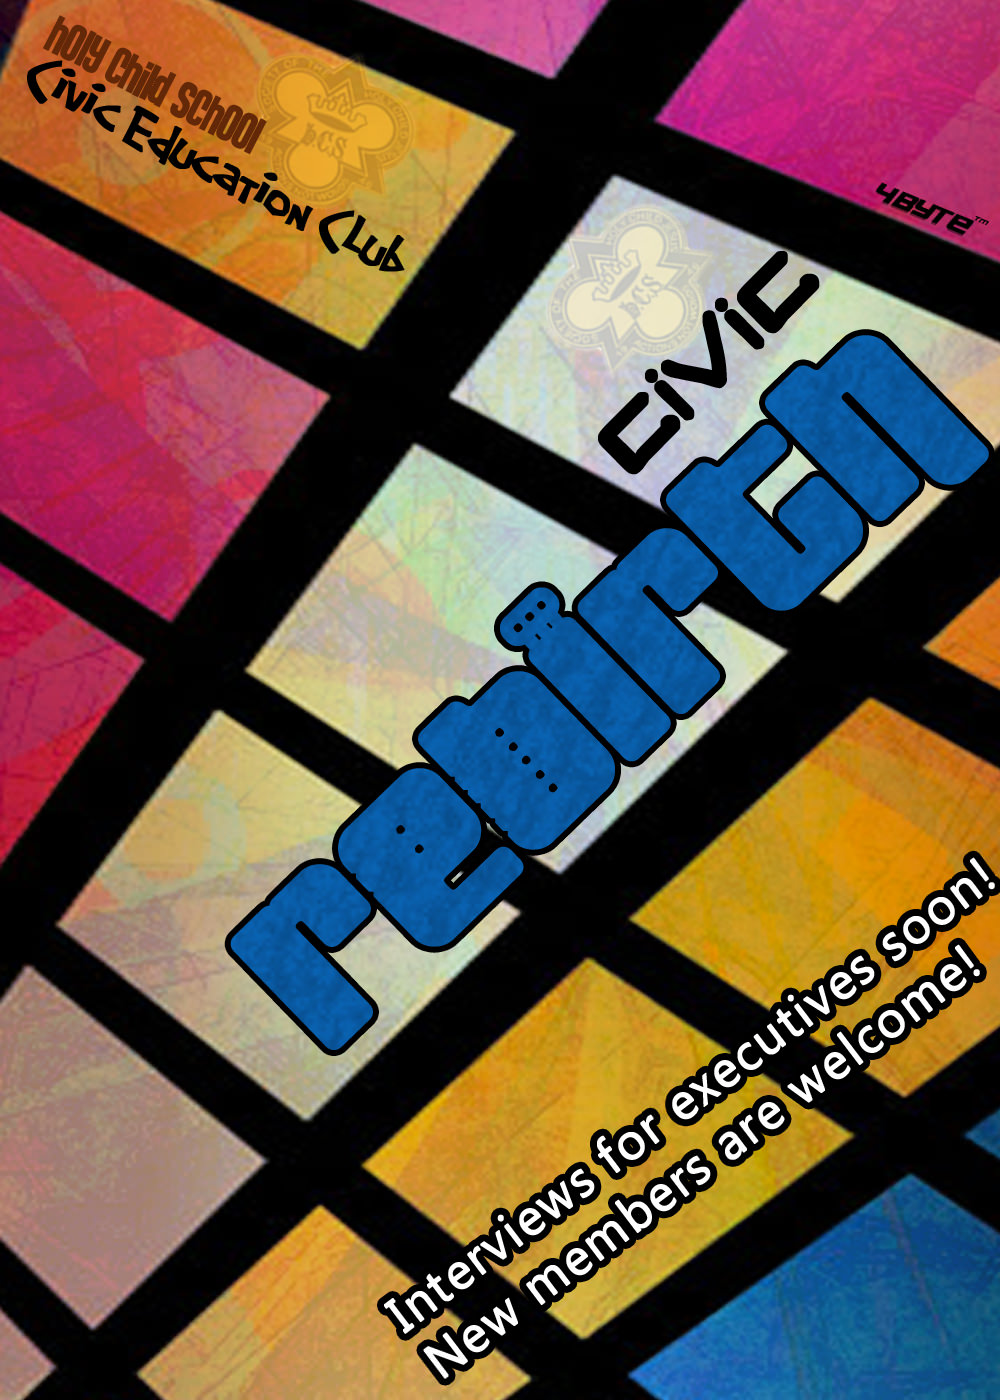 holy Child School
Civic Education Club
h.C.S.
4BYTE™
h.C.S.
civic
rebirth
Interviews for executives soon!
New members are welcome!